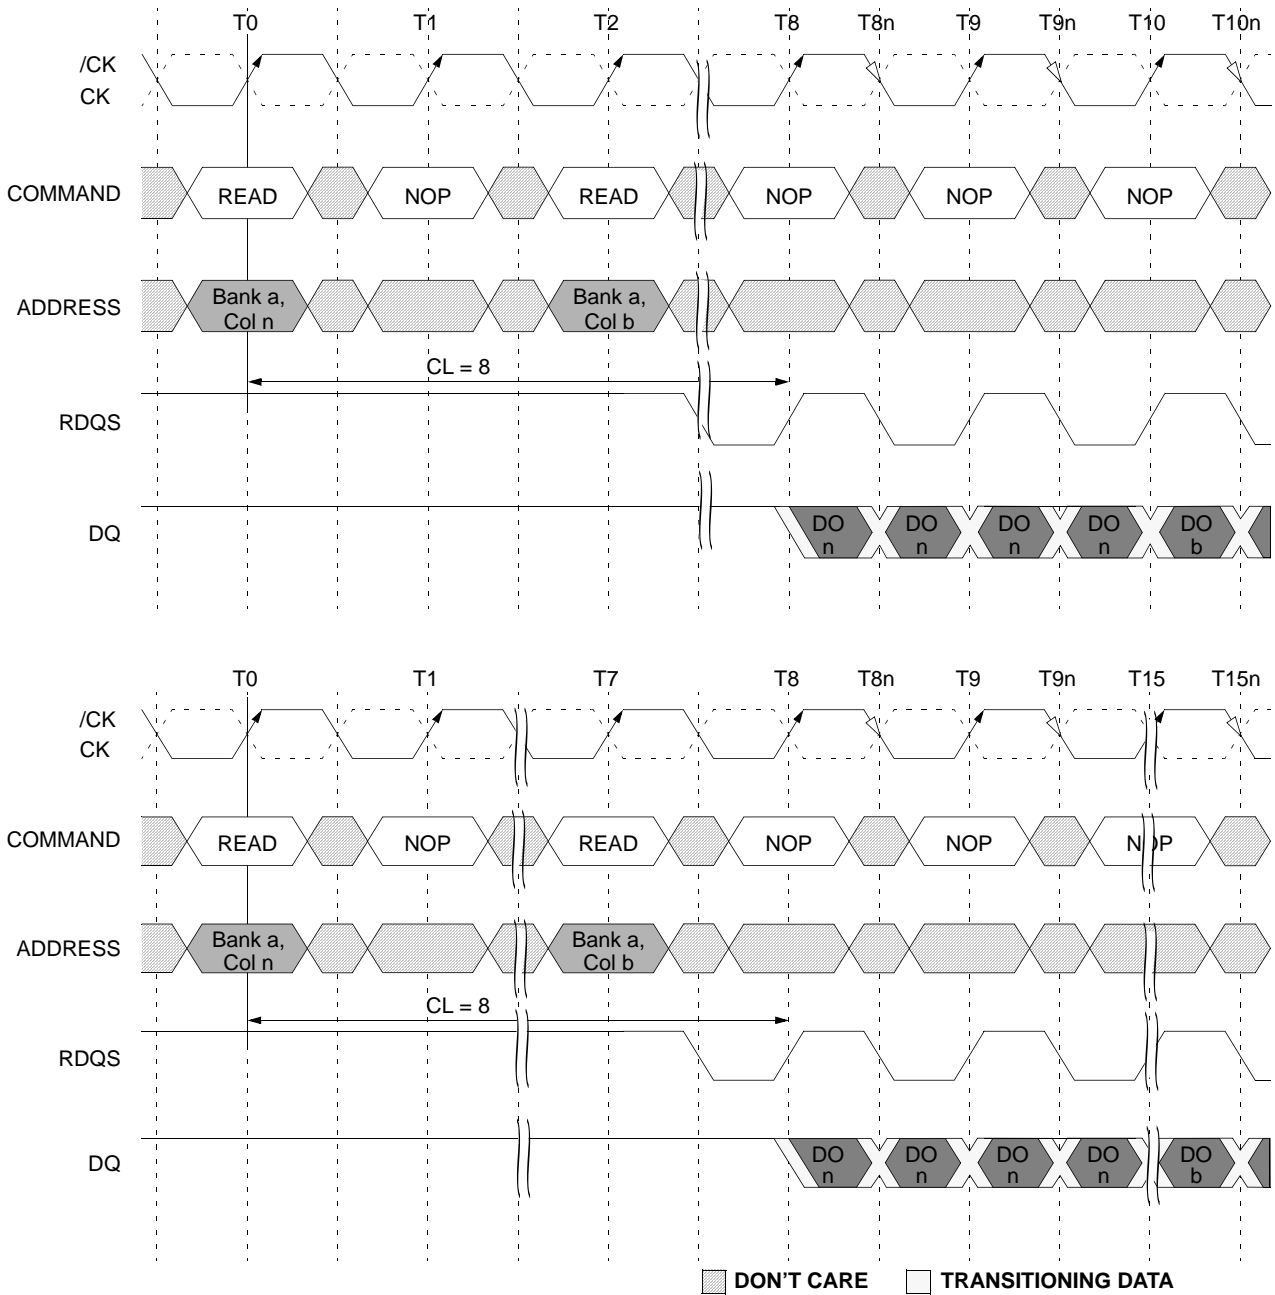 T0 T1 T2 T8 T8n T9 T9n T10 T10n
/CK
CK
COMMAND READ NOP READ NOP NOP NOP
ADDRESS Bank a, Bank a,
Col n Col b
CL = 8
RDQS
DQ DO DO DO DO DO
n n n n b
T0 T1 T7 T8 T8n T9 T9n T15 T15n
/CK
CK
COMMAND READ NOP READ NOP NOP NOP
ADDRESS Bank a, Bank a,
Col n Col b
CL = 8
RDQS
DQ DO DO DO DO DO
n n n n b
DON'T CARE TRANSITIONING DATA